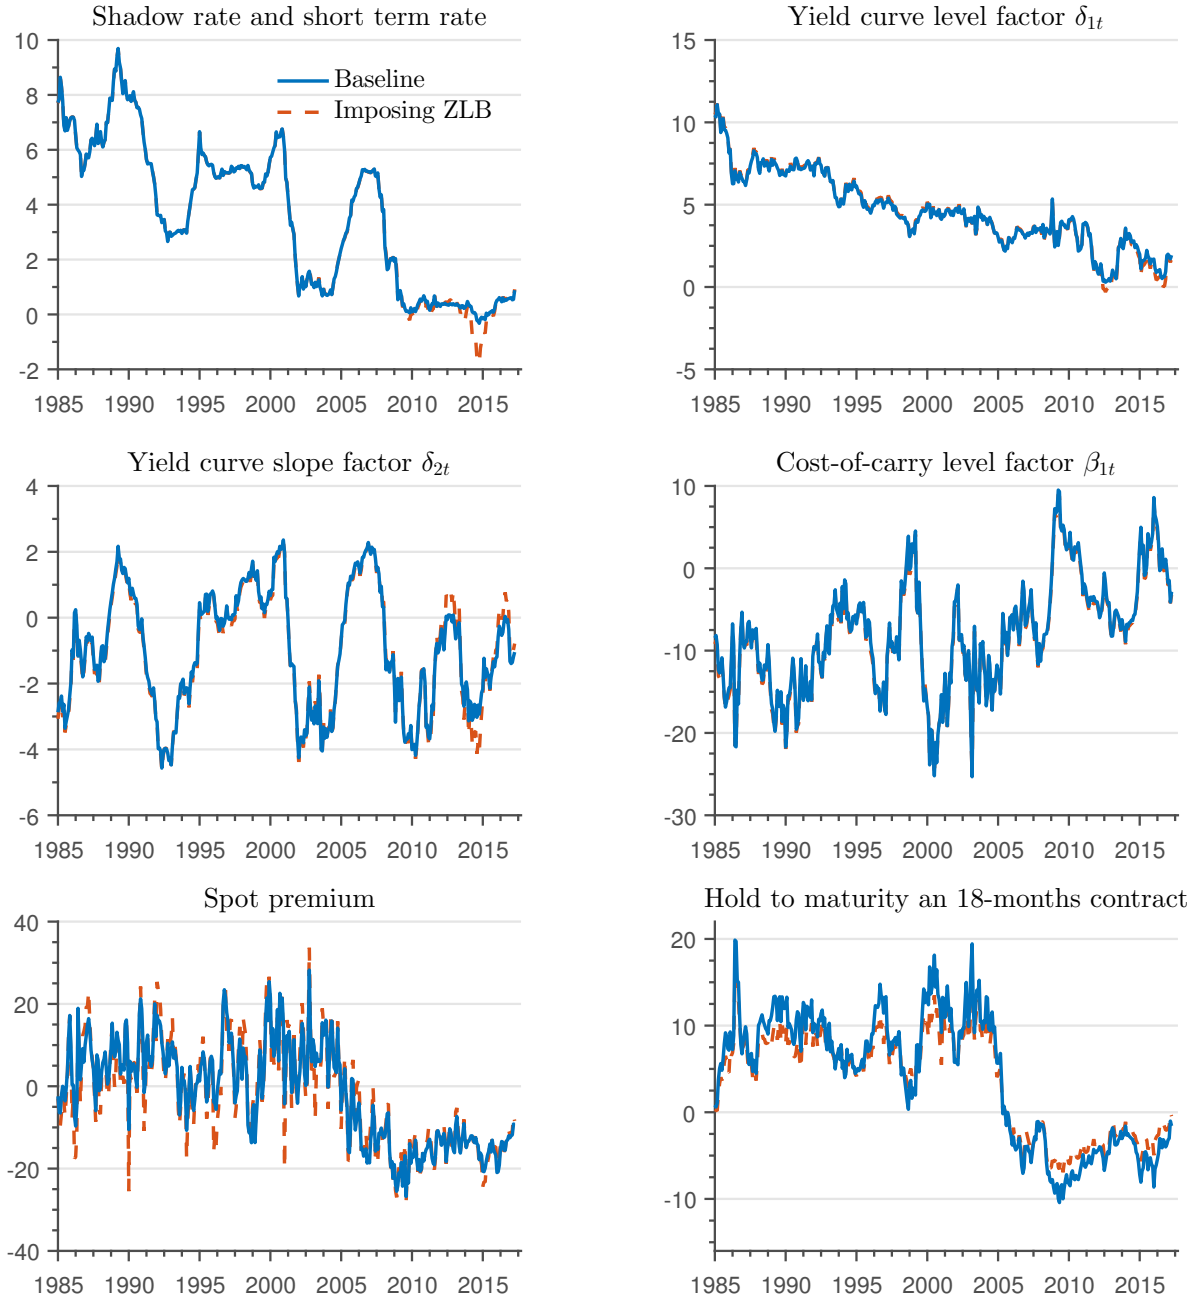 Shadow rate and short term rate
10
8
6
4
2
0
-2
1985 1990 1995 2000 2005 2010 2015
Baseline
Imposing ZLB
Yield curve level factor δ1t
15
10
5
0
-5
1985 1990 1995 2000 2005 2010 2015
Yield curve slope factor δ2t
4
2
0
-2
-4
-6
1985 1990 1995 2000 2005 2010 2015
Cost-of-carry level factor β1t
10
0
-10
-20
-30
1985 1990 1995 2000 2005 2010 2015
Spot premium
40
20
0
-20
-40
1985 1990 1995 2000 2005 2010 2015
Hold to maturity an 18-months contract
20
10
0
-10
1985 1990 1995 2000 2005 2010 2015